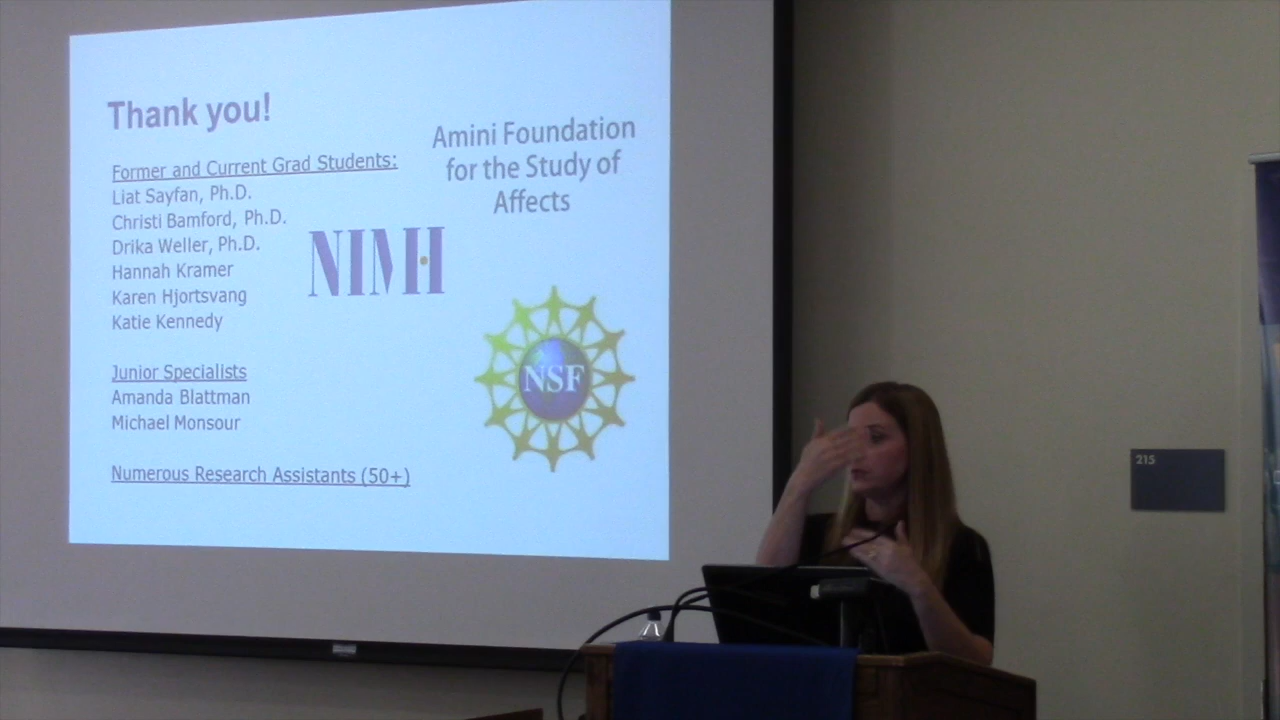 Thank you!
Former and Current Grad Students:
Liat Sayfan, Ph.D.
Christi Bamford, Ph.D.
Drika Weller, Ph.D.
Hannah Kramer
Karen Hjortsvang
Katie Kennedy
Junior Specialists
Amanda Blattman
Michael Monsour
Numerous Research Assistants (50+)
Amini Foundation
for the Study of
Affects
NIMH
NSF
215